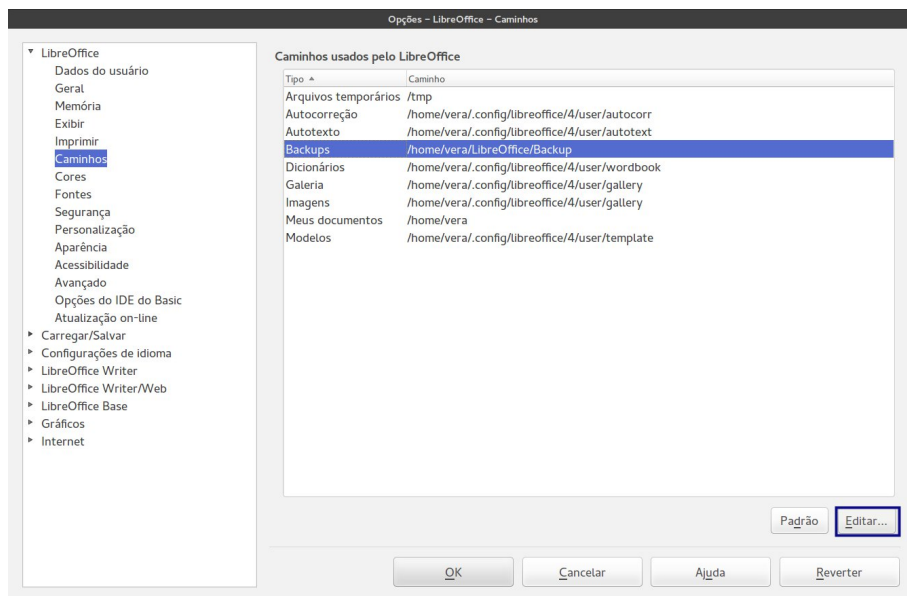 Opções – LibreOffice – Caminhos
LibreOffice
Dados do usuário
Geral
Memória
Exibir
Imprimir
Caminhos
Cores
Fontes
Segurança
Personalização
Aparência
Acessibilidade
Avançado
Opções do IDE do Basic
Atualização on-line
Carregar/Salvar
Configurações de idioma
LibreOffice Writer
LibreOffice Writer/Web
LibreOffice Base
Gráficos
Internet
Caminhos usados pelo LibreOffice
Tipo Caminho
Arquivos temporários /tmp
Autocorreção /home/vera/.config/libreoffice/4/user/autocorr
Autotexto /home/vera/.config/libreoffice/4/user/autotext
Backups /home/vera/LibreOffice/Backup
Dicionários /home/vera/.config/libreoffice/4/user/wordbook
Galeria /home/vera/.config/libreoffice/4/user/gallery
Imagens /home/vera/.config/libreoffice/4/user/gallery
Meus documentos /home/vera
Modelos /home/vera/.config/libreoffice/4/user/template
Padrão Editar...
OK Cancelar Ajuda Reverter